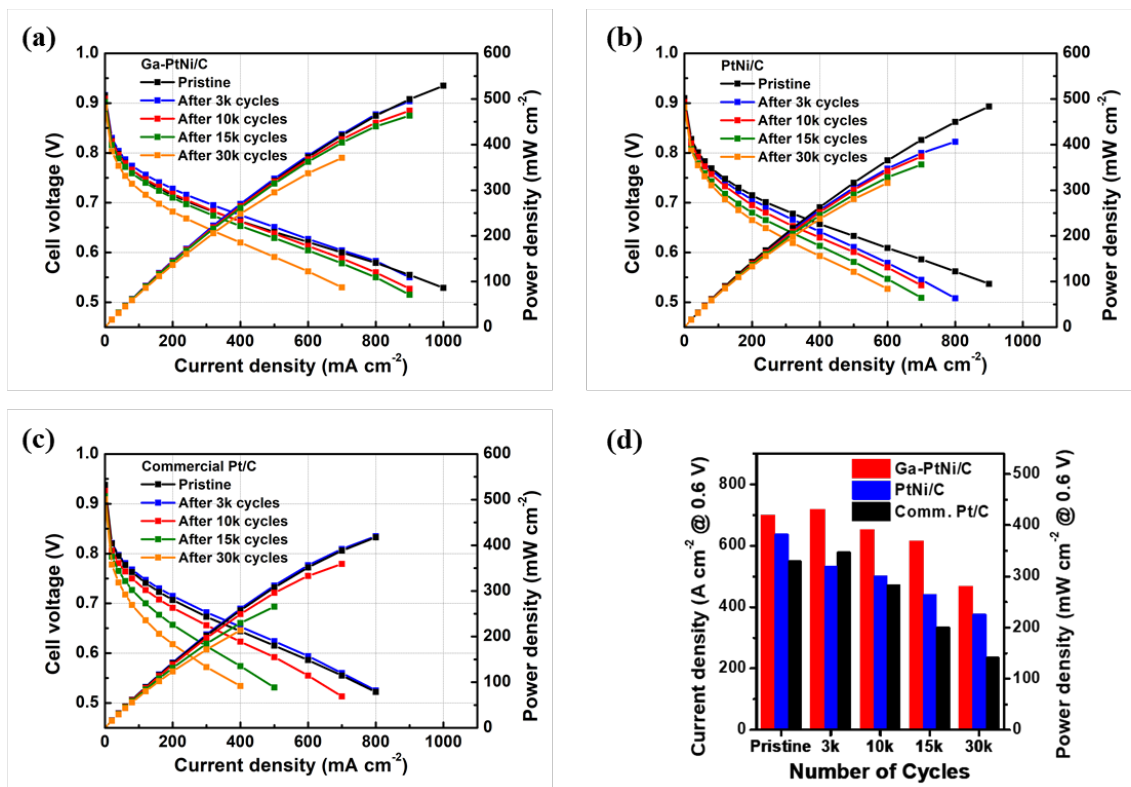 (a)
Ga-PtNi/C
Pristine
After 3k cycles
After 10k cycles
After 15k cycles
After 30k cycles
1.0
0.9
0.8
0.7
0.6
0.5
Cell voltage (V)
600
500
400
300
200
100
0
Power density (mW cm⁻²)
0 200 400 600 800 1000
Current density (mA cm⁻²)
(b)
PtNi/C
Pristine
After 3k cycles
After 10k cycles
After 15k cycles
After 30k cycles
1.0
0.9
0.8
0.7
0.6
0.5
Cell voltage (V)
600
500
400
300
200
100
0
Power density (mW cm⁻²)
0 200 400 600 800 1000
Current density (mA cm⁻²)
(c)
Commercial Pt/C
Pristine
After 3k cycles
After 10k cycles
After 15k cycles
After 30k cycles
1.0
0.9
0.8
0.7
0.6
0.5
Cell voltage (V)
600
500
400
300
200
100
0
Power density (mW cm⁻²)
0 200 400 600 800 1000
Current density (mA cm⁻²)
(d)
Ga-PtNi/C
PtNi/C
Comm. Pt/C
800
600
400
200
0
Current density (A cm⁻² @ 0.6 V)
500
400
300
200
100
0
Power density (mW cm⁻² @ 0.6 V)
Pristine 3k 10k 15k 30k
Number of Cycles